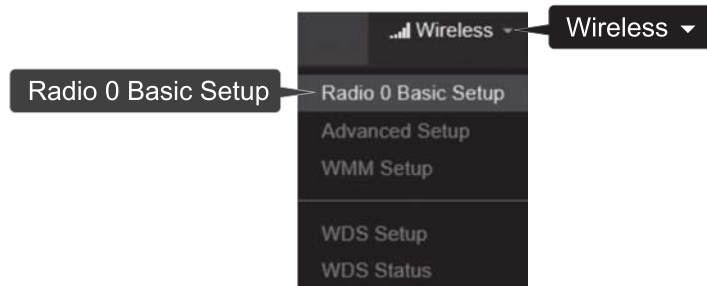 Wireless
Wireless
Radio 0 Basic Setup
Radio 0 Basic Setup
Advanced Setup
WMM Setup
WDS Setup
WDS Status